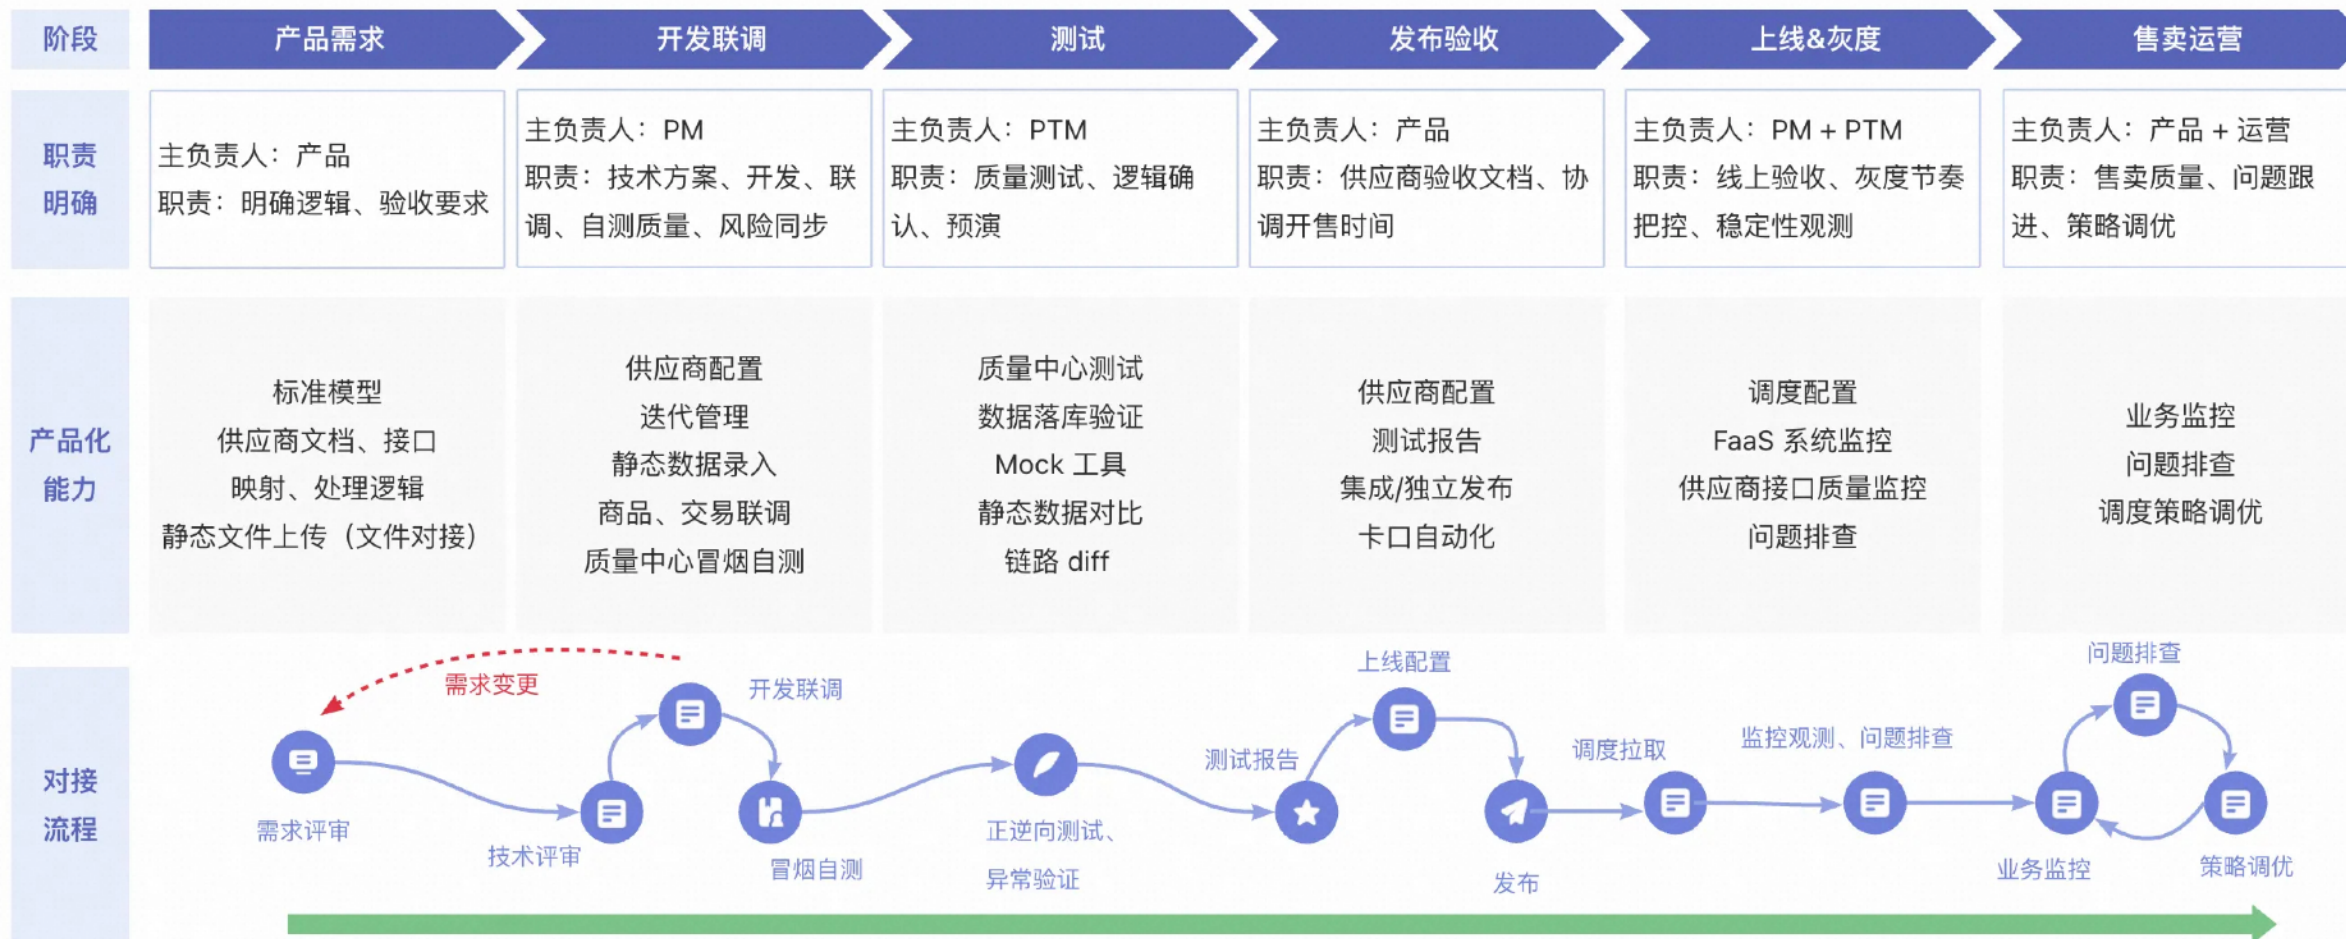 阶段
产品需求
开发联调
测试
发布验收
上线&灰度
售卖运营
职责
明确
主负责人：产品
职责：明确逻辑、验收要求
主负责人：PM
职责：技术方案、开发、联
调、自测质量、风险同步
主负责人：PTM
职责：质量测试、逻辑确
认、预演
主负责人：产品
职责：供应商验收文档、协
调开售时间
主负责人：PM + PTM
职责：线上验收、灰度节奏
把控、稳定性观测
主负责人：产品 + 运营
职责：售卖质量、问题跟
进、策略调优
产品化
能力
标准模型
供应商文档、接口
映射、处理逻辑
静态文件上传（文件对接）
供应商配置
迭代管理
静态数据录入
商品、交易联调
质量中心冒烟自测
质量中心测试
数据落库验证
Mock 工具
静态数据对比
链路 diff
供应商配置
测试报告
集成/独立发布
卡口自动化
调度配置
FaaS 系统监控
供应商接口质量监控
问题排查
业务监控
问题排查
调度策略调优
对接
流程
需求变更
需求评审
技术评审
开发联调
冒烟自测
正逆向测试、
异常验证
测试报告
上线配置
发布
调度拉取
监控观测、问题排查
业务监控
问题排查
策略调优